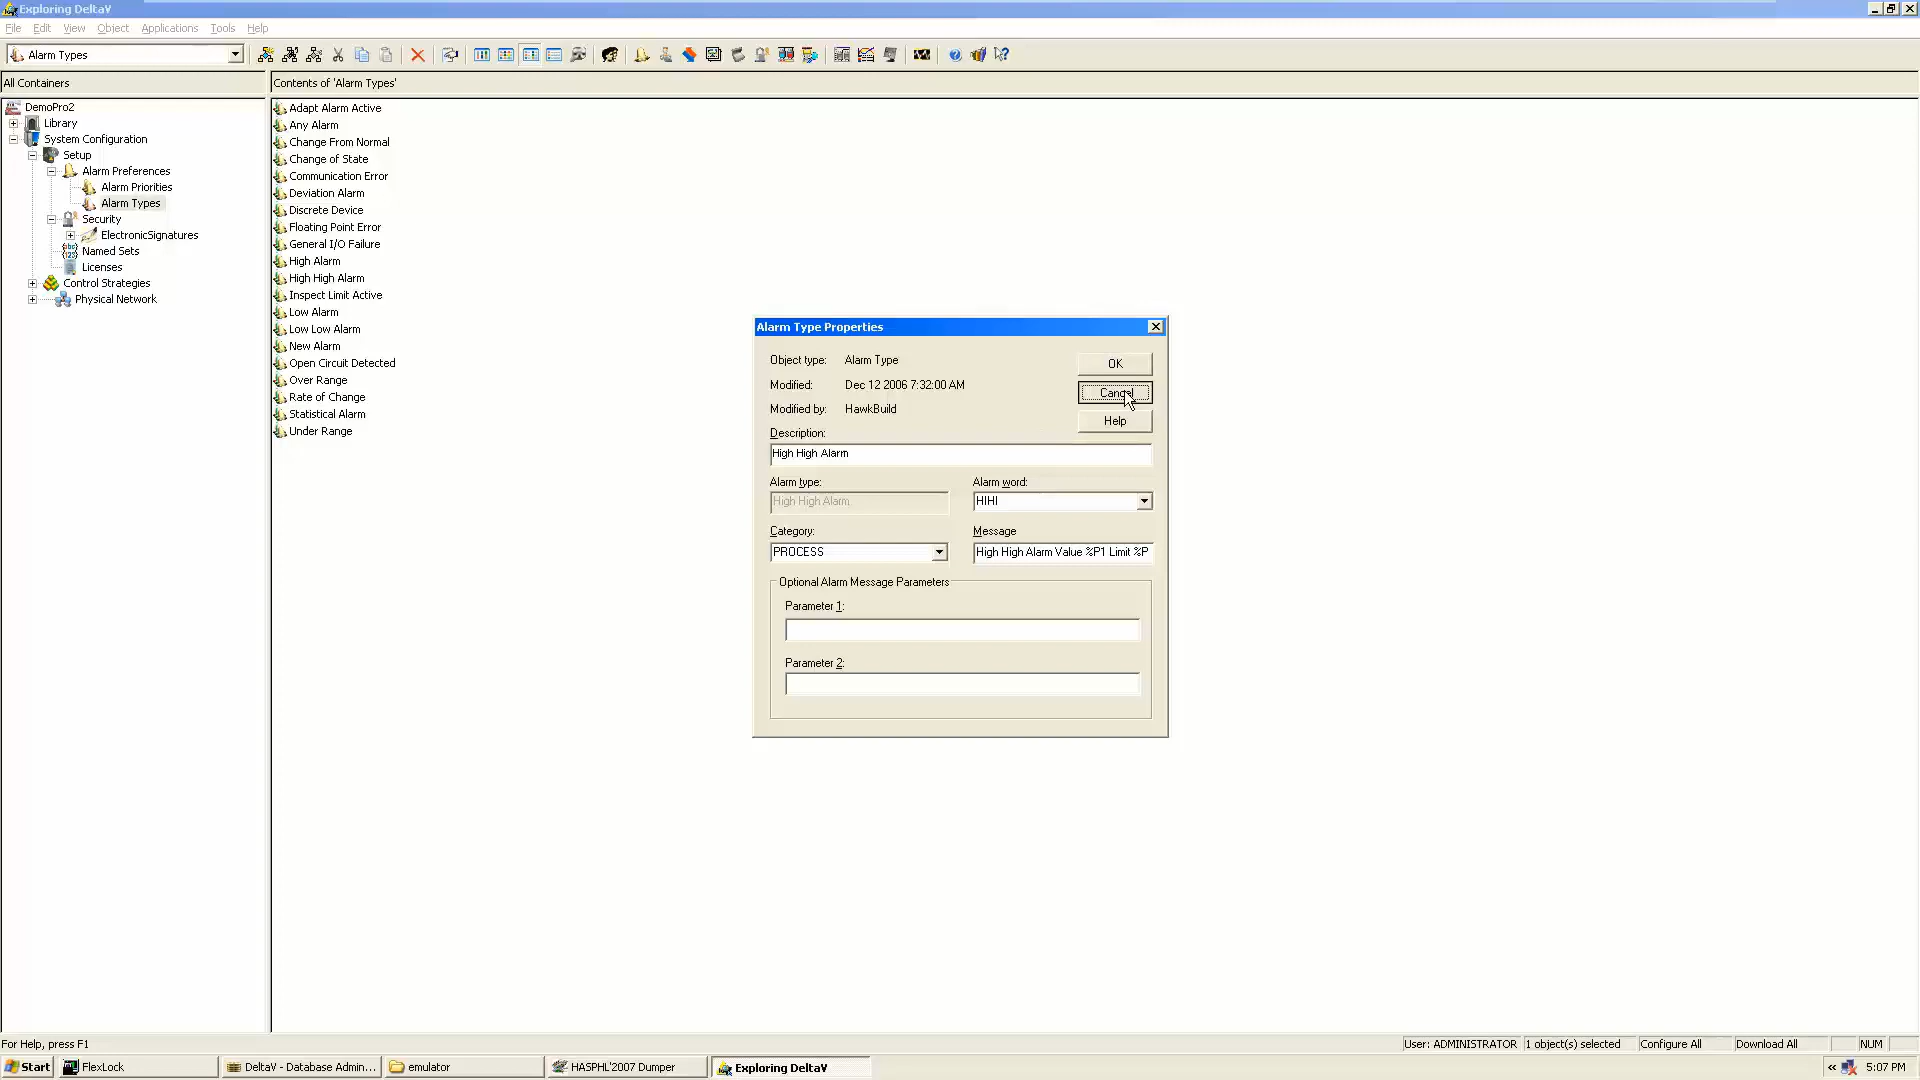 Exploring DeltaV
File Edit View Object Applications Tools Help
Alarm Types
All Containers
Contents of 'Alarm Types'
DemoPro2
Library
System Configuration
Setup
Alarm Preferences
Alarm Priorities
Alarm Types
Security
ElectronicSignatures
Named Sets
Licenses
Control Strategies
Physical Network
Adapt Alarm Active
Any Alarm
Change From Normal
Change of State
Communication Error
Deviation Alarm
Discrete Device
Floating Point Error
General I/O Failure
High Alarm
High High Alarm
Inspect Limit Active
Low Alarm
Low Low Alarm
New Alarm
Open Circuit Detected
Over Range
Rate of Change
Statistical Alarm
Under Range
Alarm Type Properties
Object type: Alarm Type
OK
Modified: Dec 12 2006 7:32:00 AM
Cancel
Modified by: HawkBuild
Help
Description:
High High Alarm
Alarm type: Alarm word:
High High Alarm HIHI
Category: Message
PROCESS High High Alarm Value %P1 Limit %P
Optional Alarm Message Parameters
Parameter 1:
Parameter 2:
For Help, press F1
User: ADMINISTRATOR 1 object(s) selected Configure All Download All NUM
Start FlexLock DeltaV - Database Admin... emulator HASPHL'2007 Dumper Exploring DeltaV « 5:07 PM